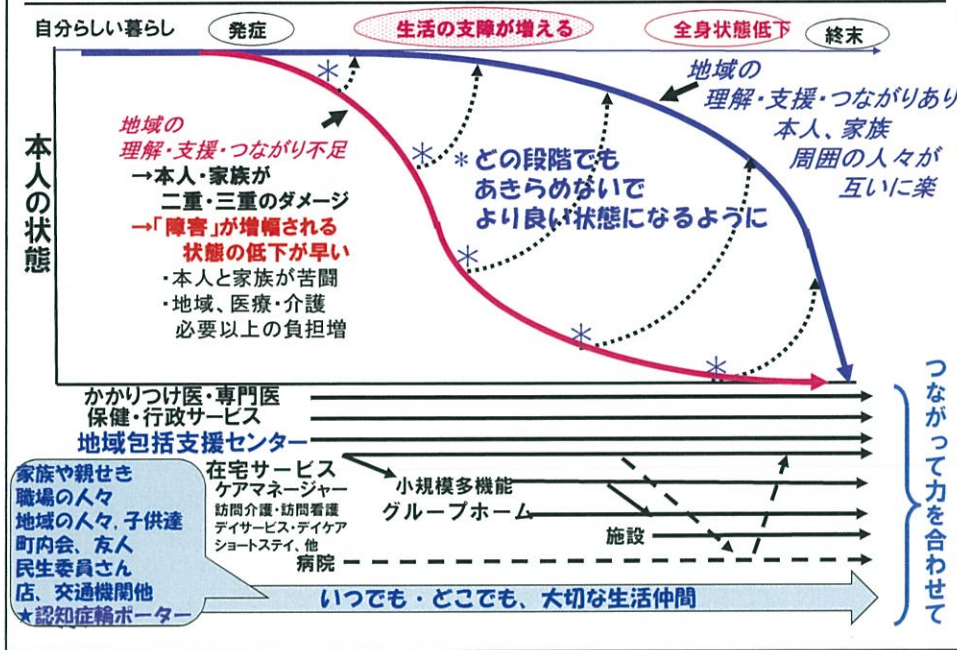 自分らしい暮らし
発症
生活の支障が増える
全身状態低下
終末
本人の状態
地域の
理解・支援・つながりあり
本人、家族
周囲の人々が
互いに楽
地域の
理解・支援・つながり不足
→本人・家族が
二重・三重のダメージ
→「障害」が増幅される
状態の低下が早い
・本人と家族が苦闘
・地域、医療・介護
必要以上の負担増
*どの段階でも
あきらめないで
より良い状態になるように
かかりつけ医・専門医
保健・行政サービス
地域包括支援センター
在宅サービス
ケアマネージャー
訪問介護・訪問看護
デイサービス・デイケア
ショートステイ、他
小規模多機能
グループホーム
施設
病院
家族や親せき
職場の人々
地域の人々,子供達
町内会、友人
民生委員さん
店、交通機関他
★認知症輪ポーター
いつでも・どこでも、大切な生活仲間
つながって力を合わせて